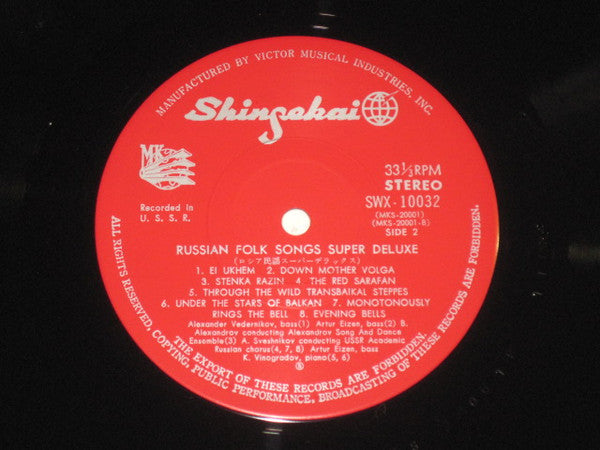 MANUFACTURED BY VICTOR MUSICAL INDUSTRIES, INC.
Shinsekai
MK
Recorded in
U. S. S. R.
33 1/3 RPM
STEREO
SWX - 10032
(MKS-20001)
(MKS-20001-B)
SIDE 2
RUSSIAN FOLK SONGS SUPER DELUXE
(ロシア民謡スーパーデラックス)
1. EI UKHEM 2. DOWN MOTHER VOLGA
3. STENKA RAZIN 4. THE RED SARAFAN
5. THROUGH THE WILD TRANSBAIKAL STEPPES
6. UNDER THE STARS OF BALKAN 7. MONOTONOUSLY
RINGS THE BELL 8. EVENING BELLS
Alexander Vedernikov, bass(1) Artur Eizen, bass(2) B.
Alexandrov conducting Alexandrov Song And Dance
Ensemble(3) A. Sveshnikov conducting USSR Academic
Russian chorus(4, 7, 8) Artur Eizen, bass
K. Vinogradov, piano(5, 6)
ALL RIGHTS RESERVED, COPYING, PUBLIC PERFORMANCE, BROADCASTING OF THESE RECORDS ARE FORBIDDEN.
THE EXPORT OF THESE RECORDS ARE FORBIDDEN.